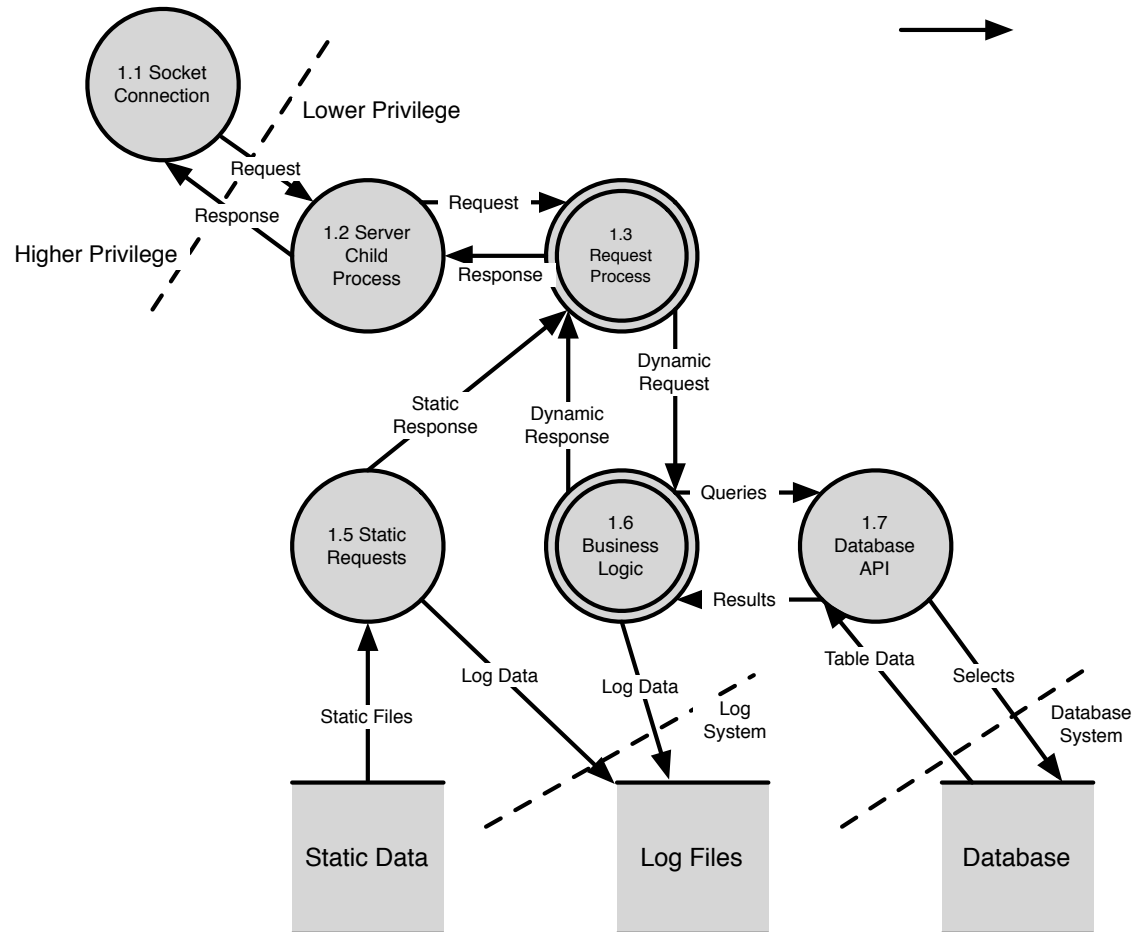 1.1 Socket
Connection
Lower Privilege
Request
Response
Higher Privilege
1.2 Server
Child
Process
Request
Response
1.3
Request
Process
Dynamic
Request
Static
Response
Dynamic
Response
1.5 Static
Requests
1.6
Business
Logic
Queries
1.7
Database
API
Results
Log Data
Log Data
Table Data
Selects
Static Files
Log
System
Database
System
Static Data
Log Files
Database